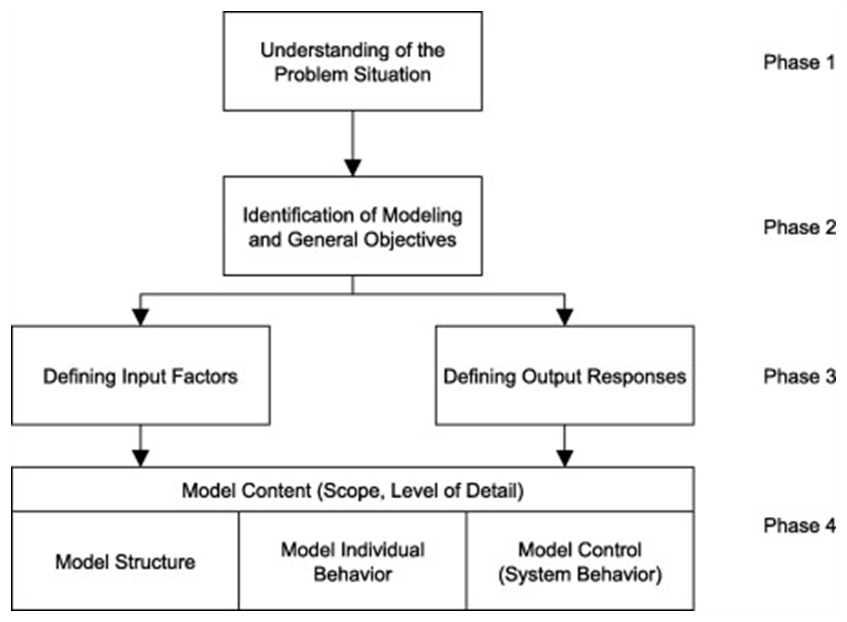 Understanding of the
Problem Situation
Phase 1
Identification of Modeling
and General Objectives
Phase 2
Defining Input Factors
Defining Output Responses
Phase 3
Model Content (Scope, Level of Detail)
Phase 4
Model Structure
Model Individual
Behavior
Model Control
(System Behavior)